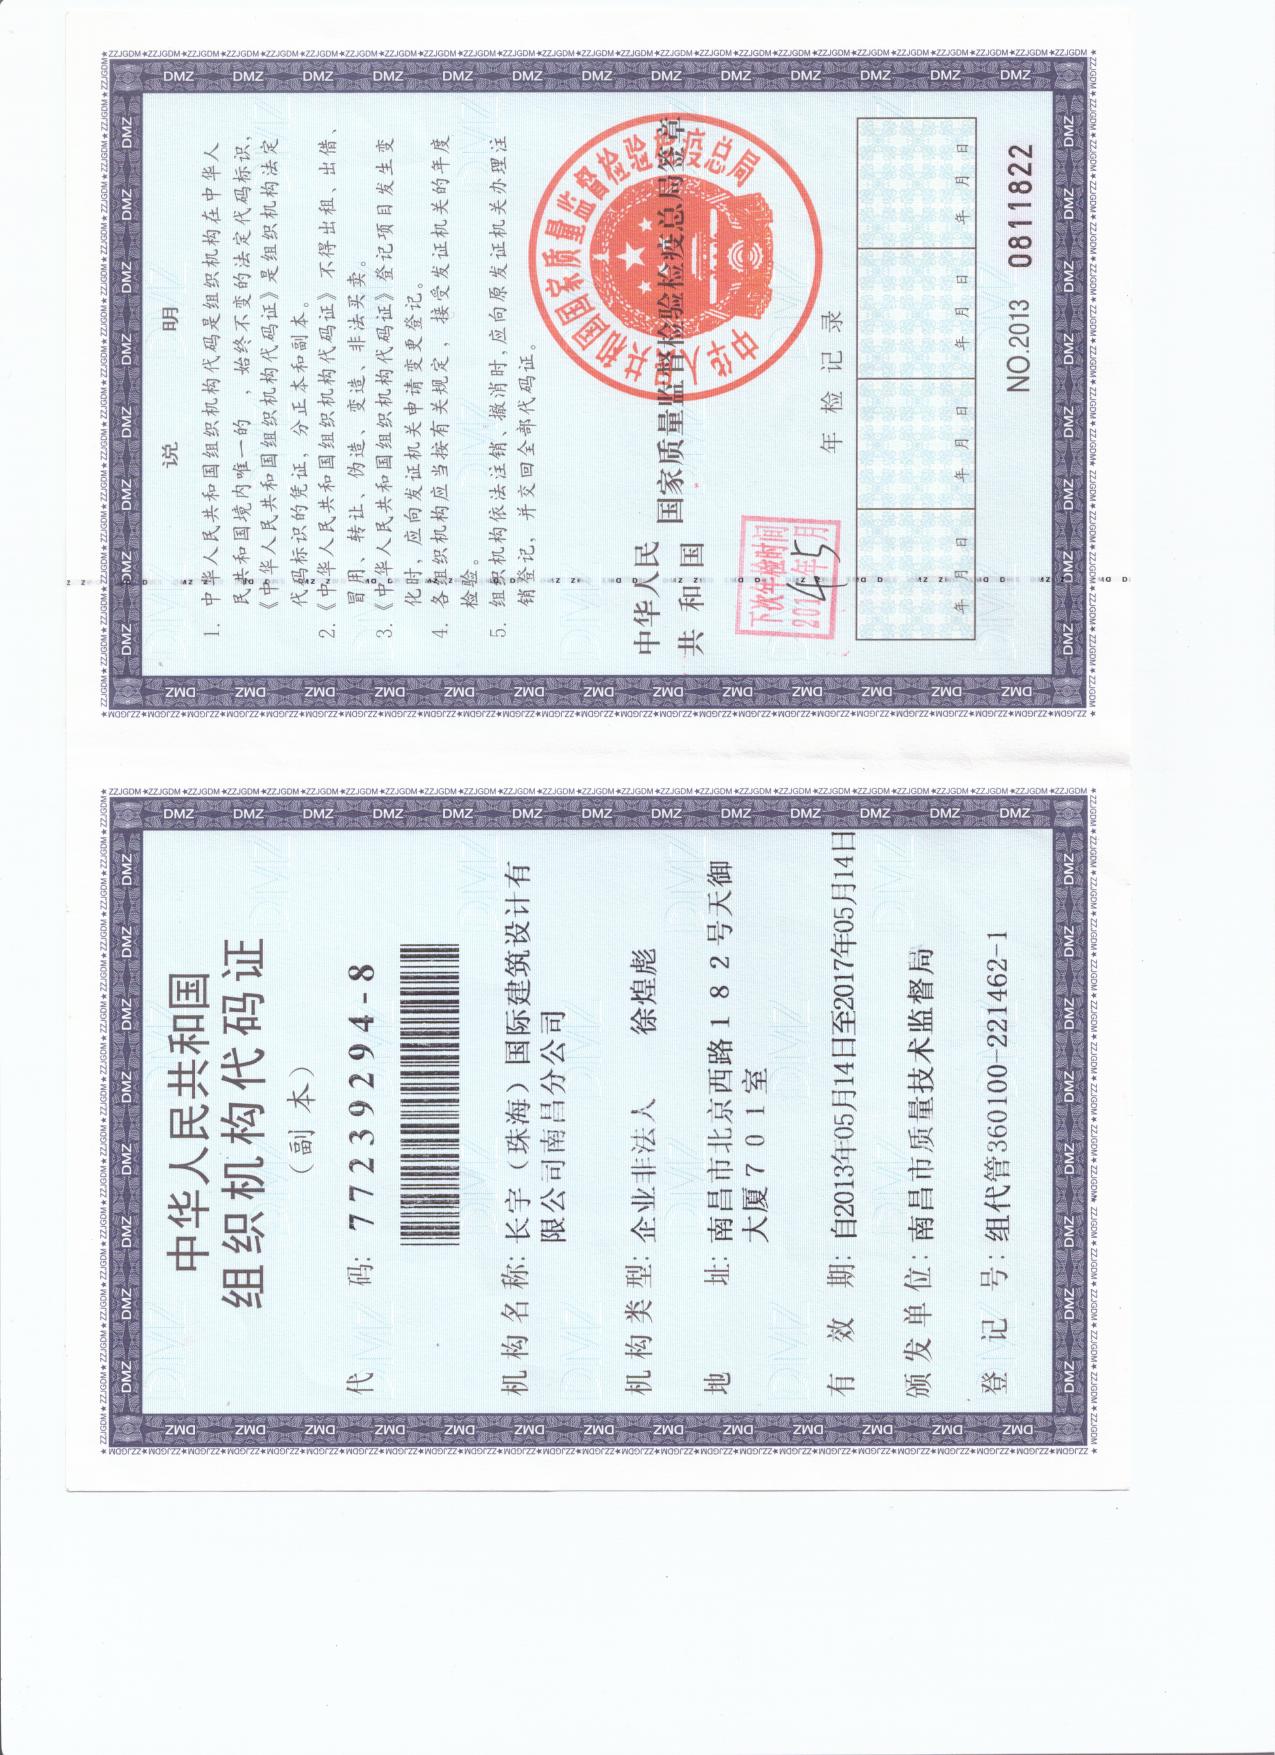 中华人民共和国
组织机构代码证
（副 本）
代 码：77239294-8
机构名称：长宇（珠海）国际建筑设计有
限公司南昌分公司
机构类型：企业非法人 徐煌彪
地 址：南昌市北京西路182号天御
大厦701室
有 效 期：自2013年05月14日至2017年05月14日
颁发单位：南昌市质量技术监督局
登 记 号：组代管360100-221462-1
说 明
1. 中华人民共和国组织机构代码是组织机构在中华人
民共和国境内唯一的 ，始终不变的法定代码标识，
《中华人民共和国组织机构代码证》是组织机构法定
代码标识的凭证，分正本和副本。
2. 《中华人民共和国组织机构代码证》不得出租、出借、
冒用、转让、伪造、变造、非法买卖。
3. 《中华人民共和国组织机构代码证》登记项目发生变
化时，应向发证机关申请变更登记。
4. 各组织机构应当按有关规定，接受发证机关的年度
检验。
5. 组织机构依法注销、撤消时，应向原发证机关办理注
销登记，并交回全部代码证。
中华人民
共 和 国
国家质量监督检验检疫总局签章
中华人民共和国国家质量监督检验检疫总局
下次年检时间
2014年5月
年 检 记 录
年 月 日
年 月 日
年 月 日
年 月 日
NO.2013 0811822